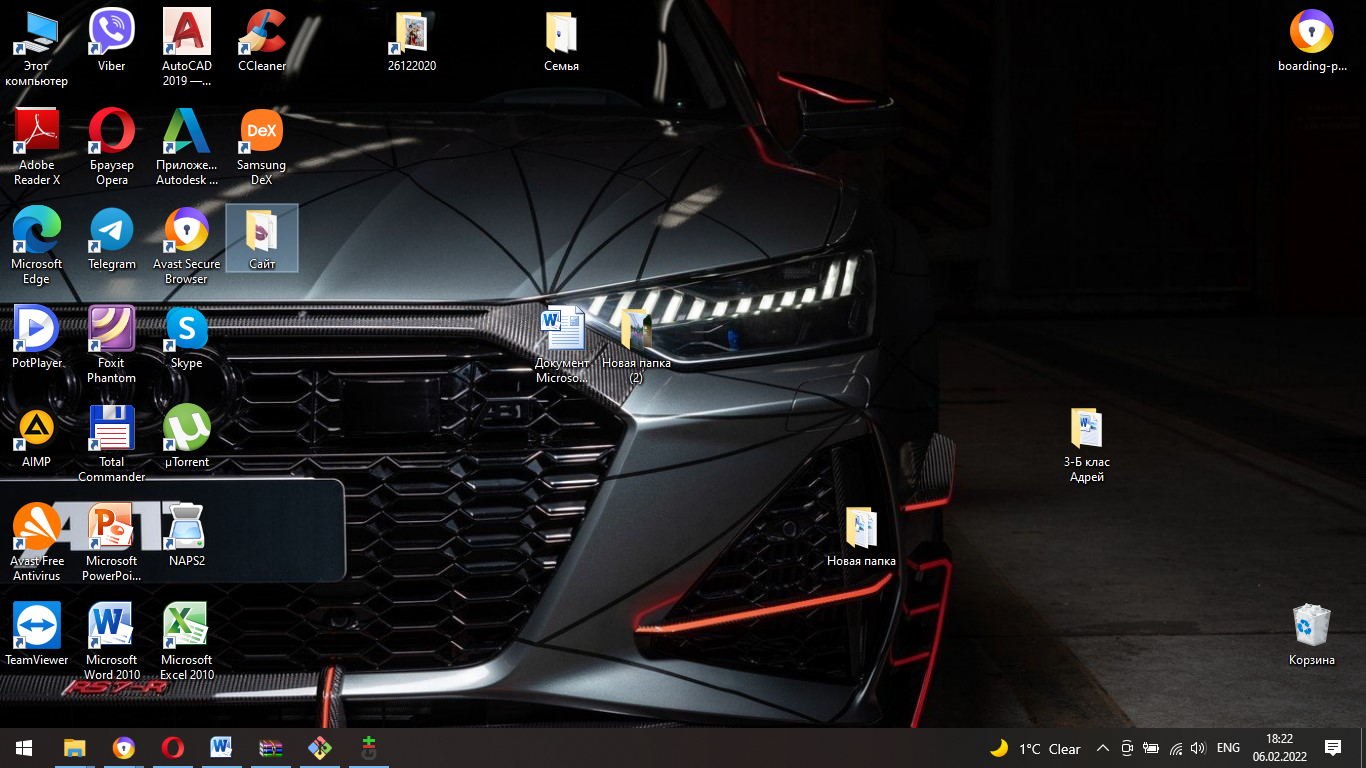 Этот
компьютер
Viber
AutoCAD
2019 —...
CCleaner
26122020
Семья
boarding-p...
Adobe
Reader X
Браузер
Opera
Приложе...
Autodesk ...
DeX
Samsung
DeX
Microsoft
Edge
Telegram
Avast Secure
Browser
Сайт
PotPlayer
Foxit
Phantom
Skype
Документ
Microso...
Новая папка
(2)
AIMP
Total
Commander
µTorrent
3-Б клас
Адрей
Avast Free
Antivirus
Microsoft
PowerPoi...
NAPS2
Новая папка
TeamViewer
Microsoft
Word 2010
Microsoft
Excel 2010
Корзина
RS7-R
1°C Clear
ENG
18:22
06.02.2022